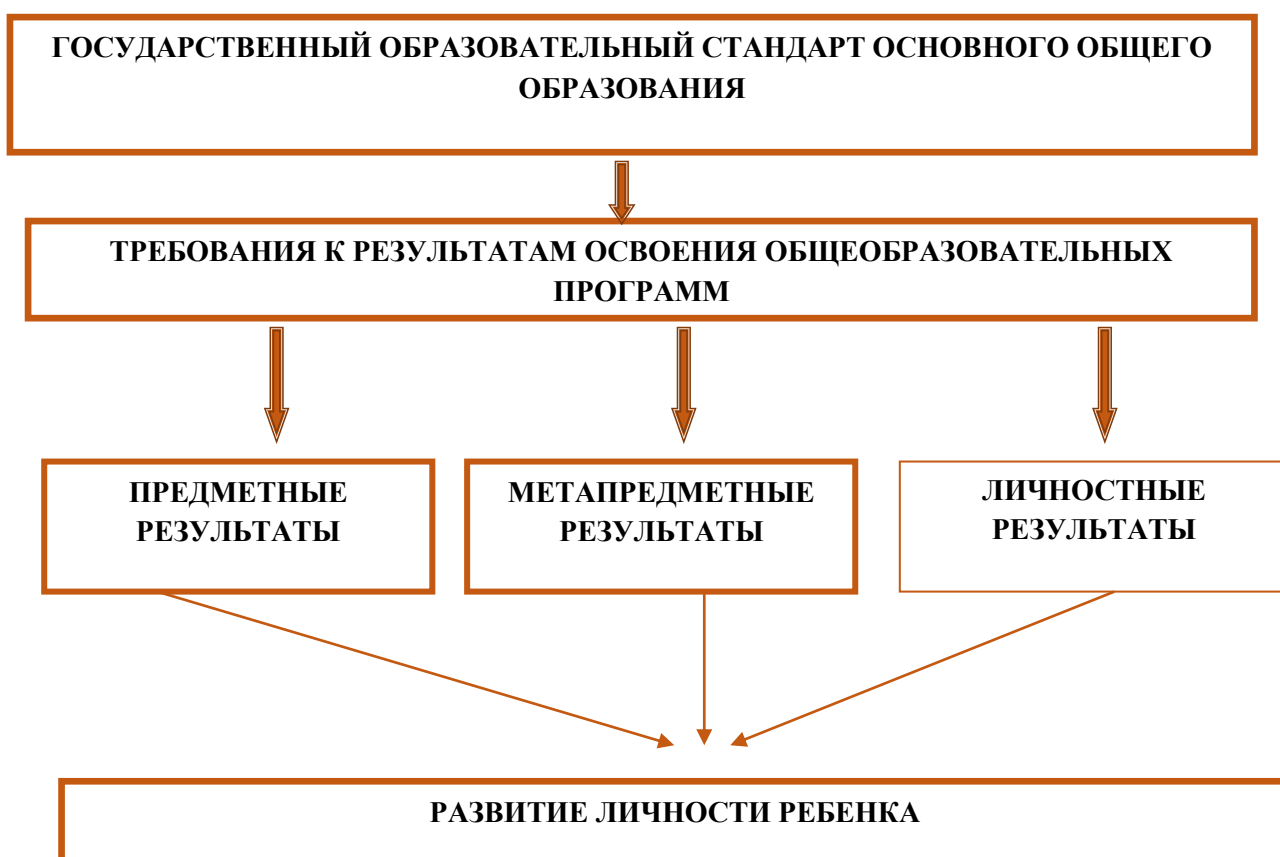 ГОСУДАРСТВЕННЫЙ ОБРАЗОВАТЕЛЬНЫЙ СТАНДАРТ ОСНОВНОГО ОБЩЕГО
ОБРАЗОВАНИЯ
ТРЕБОВАНИЯ К РЕЗУЛЬТАТАМ ОСВОЕНИЯ ОБЩЕОБРАЗОВАТЕЛЬНЫХ
ПРОГРАММ
ПРЕДМЕТНЫЕ
РЕЗУЛЬТАТЫ
МЕТАПРЕДМЕТНЫЕ
РЕЗУЛЬТАТЫ
ЛИЧНОСТНЫЕ
РЕЗУЛЬТАТЫ
РАЗВИТИЕ ЛИЧНОСТИ РЕБЕНКА